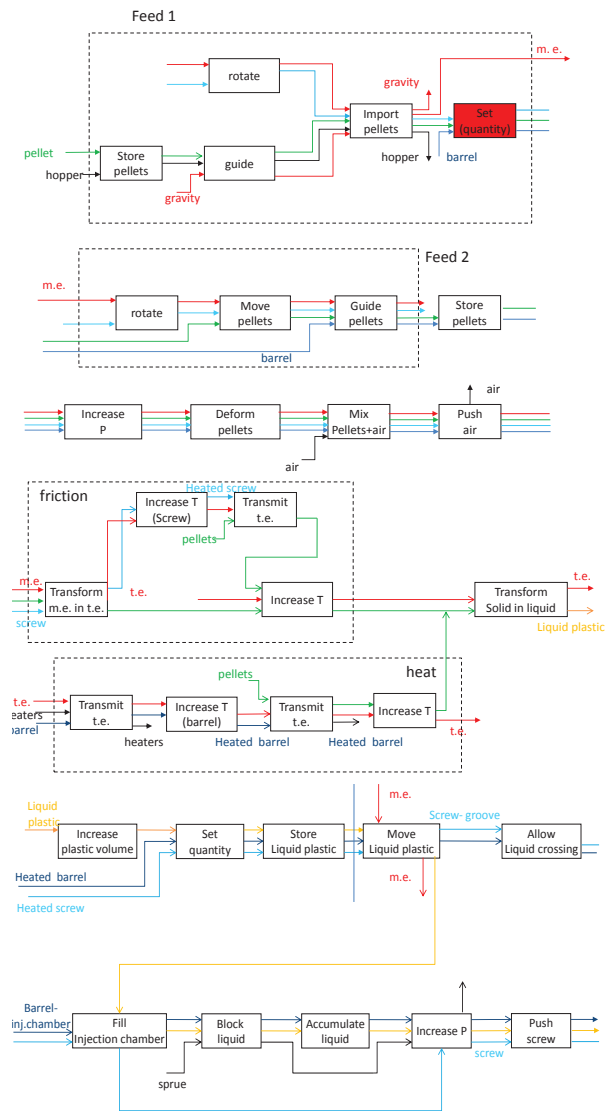 Feed 1
m. e.
rotate
gravity
Import
pellets
Set
(quantity)
pellet
Store
pellets
guide
hopper
hopper
barrel
gravity
Feed 2
m.e.
rotate
Move
pellets
Guide
pellets
Store
pellets
barrel
air
Increase
P
Deform
pellets
Mix
Pellets+air
Push
air
air
friction
Heated screw
Increase T
(Screw)
Transmit
t.e.
pellets
m.e.
t.e.
t.e.
Transform
m.e. in t.e.
Increase T
Transform
Solid in liquid
screw
Liquid plastic
heat
pellets
t.e.
eaters
barrel
Transmit
t.e.
Increase T
(barrel)
Transmit
t.e.
Increase T
heaters
Heated barrel
Heated barrel
t.e.
m.e.
Liquid
plastic
Screw- groove
Increase
plastic volume
Set
quantity
Store
Liquid plastic
Move
Liquid plastic
Allow
Liquid crossing
Heated barrel
m.e.
Heated screw
Barrel-
inj.chamber
Fill
Injection chamber
Block
liquid
Accumulate
liquid
Increase P
Push
screw
screw
sprue